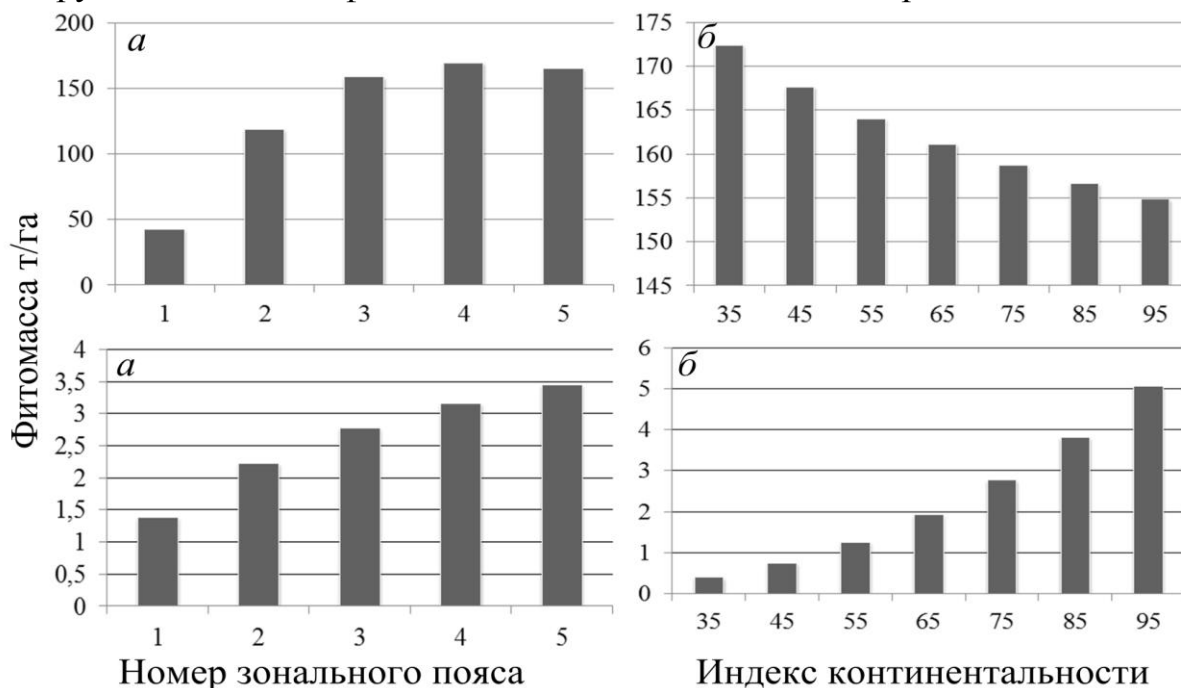 а
200
150
100
50
0
1 2 3 4 5
б
175
170
165
160
155
150
145
35 45 55 65 75 85 95
Фитомасса т/га
а
4
3,5
3
2,5
2
1,5
1
0,5
0
1 2 3 4 5
Номер зонального пояса
б
6
5
4
3
2
1
0
35 45 55 65 75 85 95
Индекс континентальности